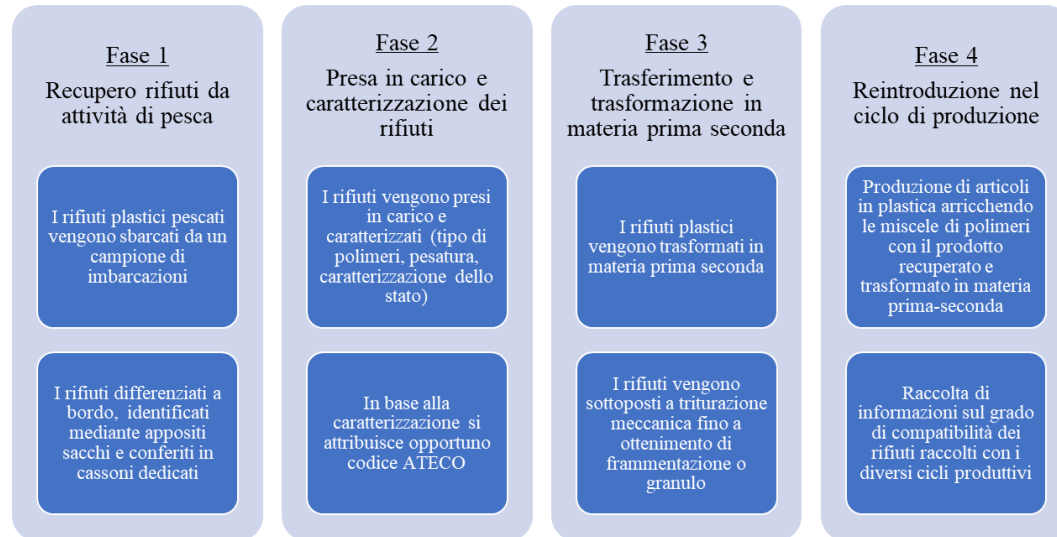 Fase 1
Recupero rifiuti da
attività di pesca
I rifiuti plastici pescati
vengono sbarcati da un
campione di
imbarcazioni
I rifiuti differenziati a
bordo, identificati
mediante appositi
sacchi e conferiti in
cassoni dedicati
Fase 2
Presa in carico e
caratterizzazione dei
rifiuti
I rifiuti vengono presi
in carico e
caratterizzati (tipo di
polimeri, pesatura,
caratterizzazione dello
stato)
In base alla
caratterizzazione si
attribuisce opportuno
codice ATECO
Fase 3
Trasferimento e
trasformazione in
materia prima seconda
I rifiuti plastici
vengono trasformati in
materia prima seconda
I rifiuti vengono
sottoposti a triturazione
meccanica fino a
ottenimento di
frammentazione o
granulo
Fase 4
Reintroduzione nel
ciclo di produzione
Produzione di articoli
in plastica arricchendo
le miscele di polimeri
con il prodotto
recuperato e
trasformato in materia
prima-seconda
Raccolta di
informazioni sul grado
di compatibilità dei
rifiuti raccolti con i
diversi cicli produttivi